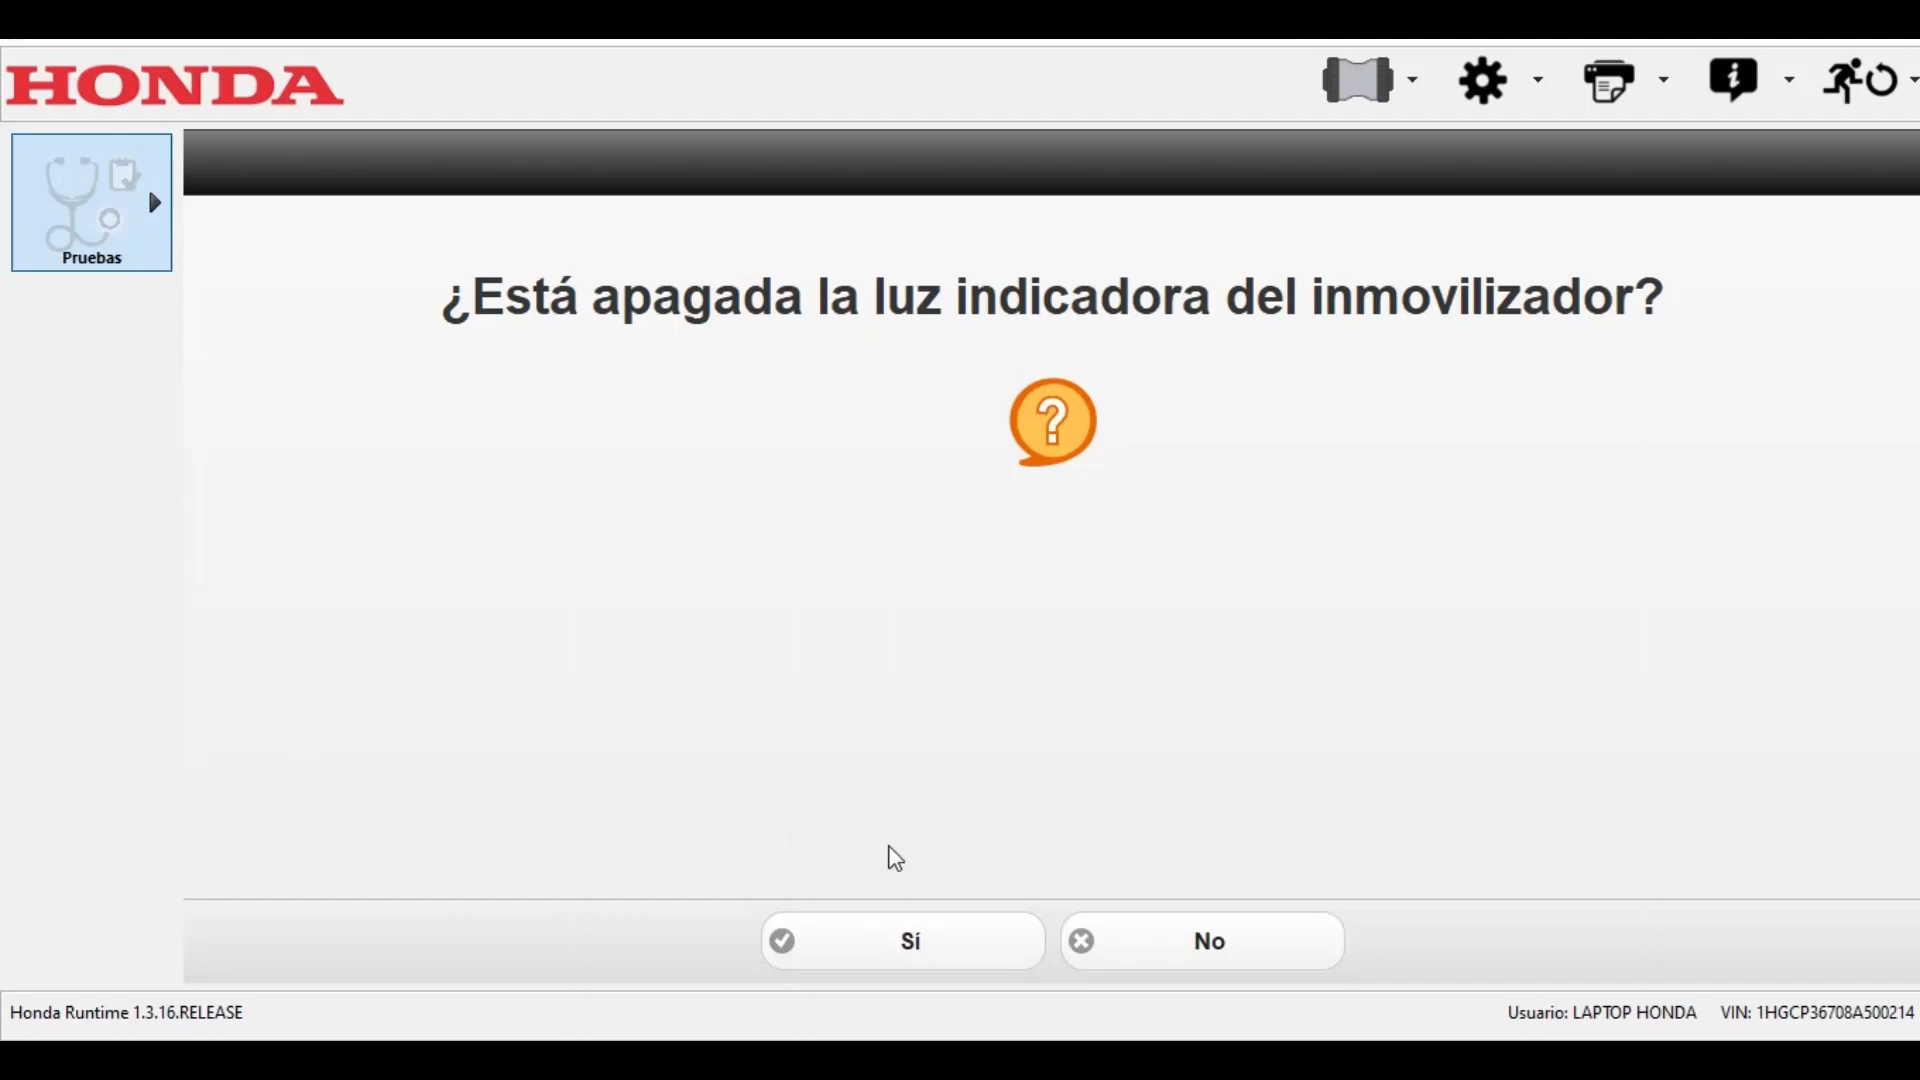 HONDA
Pruebas
¿Está apagada la luz indicadora del inmovilizador?
Sí
No
Honda Runtime 1.3.16.RELEASE
Usuario: LAPTOP HONDA
VIN: 1HGCP36708A500214